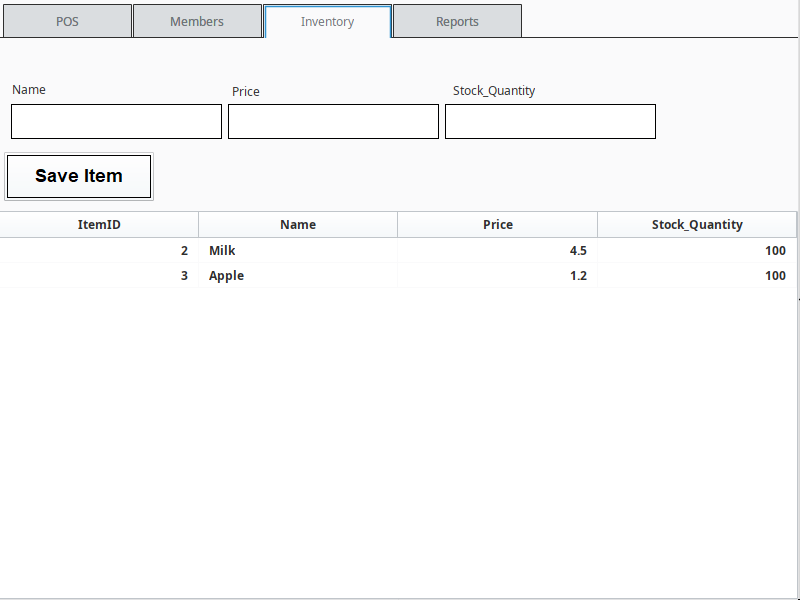 POS Members Inventory Reports
Name Price Stock_Quantity
Save Item
ItemID Name Price Stock_Quantity
2 Milk 4.5 100
3 Apple 1.2 100